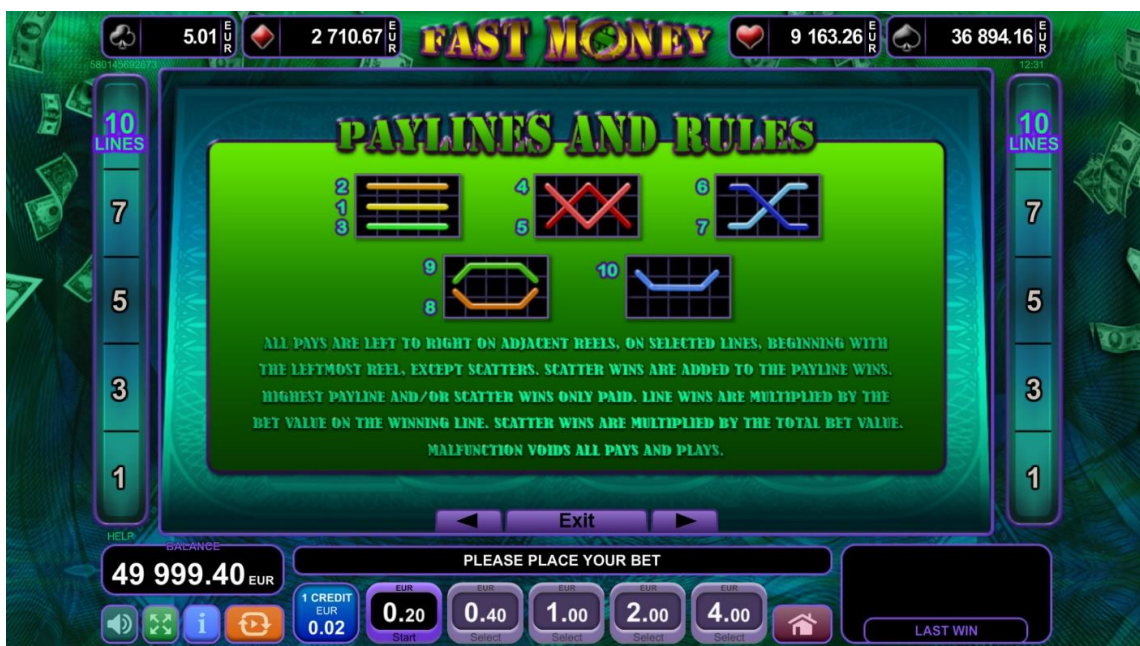 5.01 EUR
2 710.67 EUR
FAST MONEY
9 163.26 EUR
36 894.16 EUR
580145692673
12:31
10
LINES
7
5
3
1
PAYLINES AND RULES
2
1
3
4
5
6
7
9
8
10
ALL PAYS ARE LEFT TO RIGHT ON ADJACENT REELS, ON SELECTED LINES, BEGINNING WITH
THE LEFTMOST REEL, EXCEPT SCATTERS. SCATTER WINS ARE ADDED TO THE PAYLINE WINS.
HIGHEST PAYLINE AND/OR SCATTER WINS ONLY PAID. LINE WINS ARE MULTIPLIED BY THE
BET VALUE ON THE WINNING LINE. SCATTER WINS ARE MULTIPLIED BY THE TOTAL BET VALUE.
MALFUNCTION VOIDS ALL PAYS AND PLAYS.
Exit
10
LINES
7
5
3
1
HELP
BALANCE
49 999.40 EUR
PLEASE PLACE YOUR BET
1 CREDIT
EUR
0.02
EUR
0.20
Start
EUR
0.40
Select
EUR
1.00
Select
EUR
2.00
Select
EUR
4.00
Select
LAST WIN